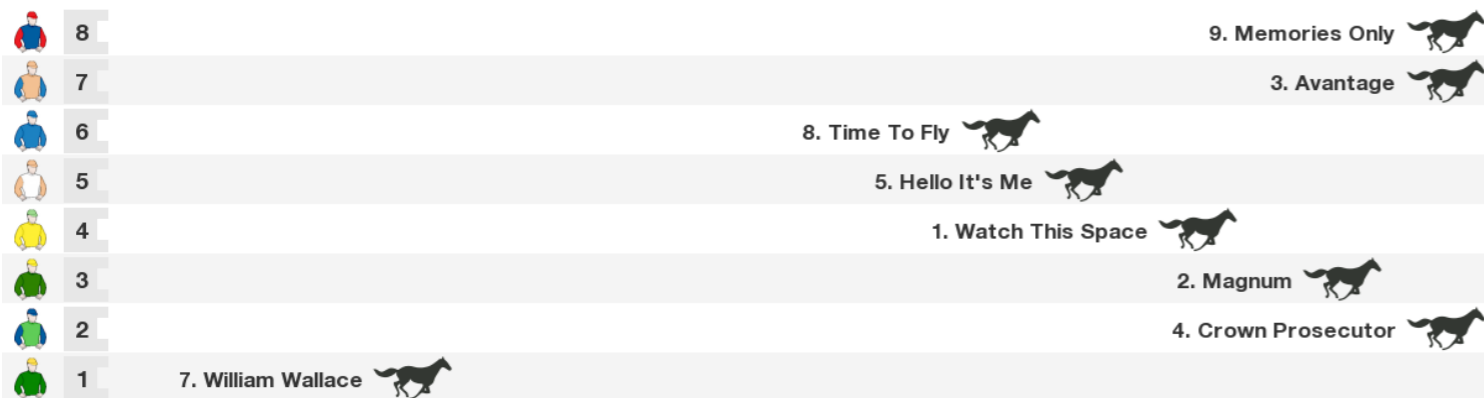 8 9. Memories Only
7 3. Avantage
6 8. Time To Fly
5 5. Hello It's Me
4 1. Watch This Space
3 2. Magnum
2 4. Crown Prosecutor
1 7. William Wallace